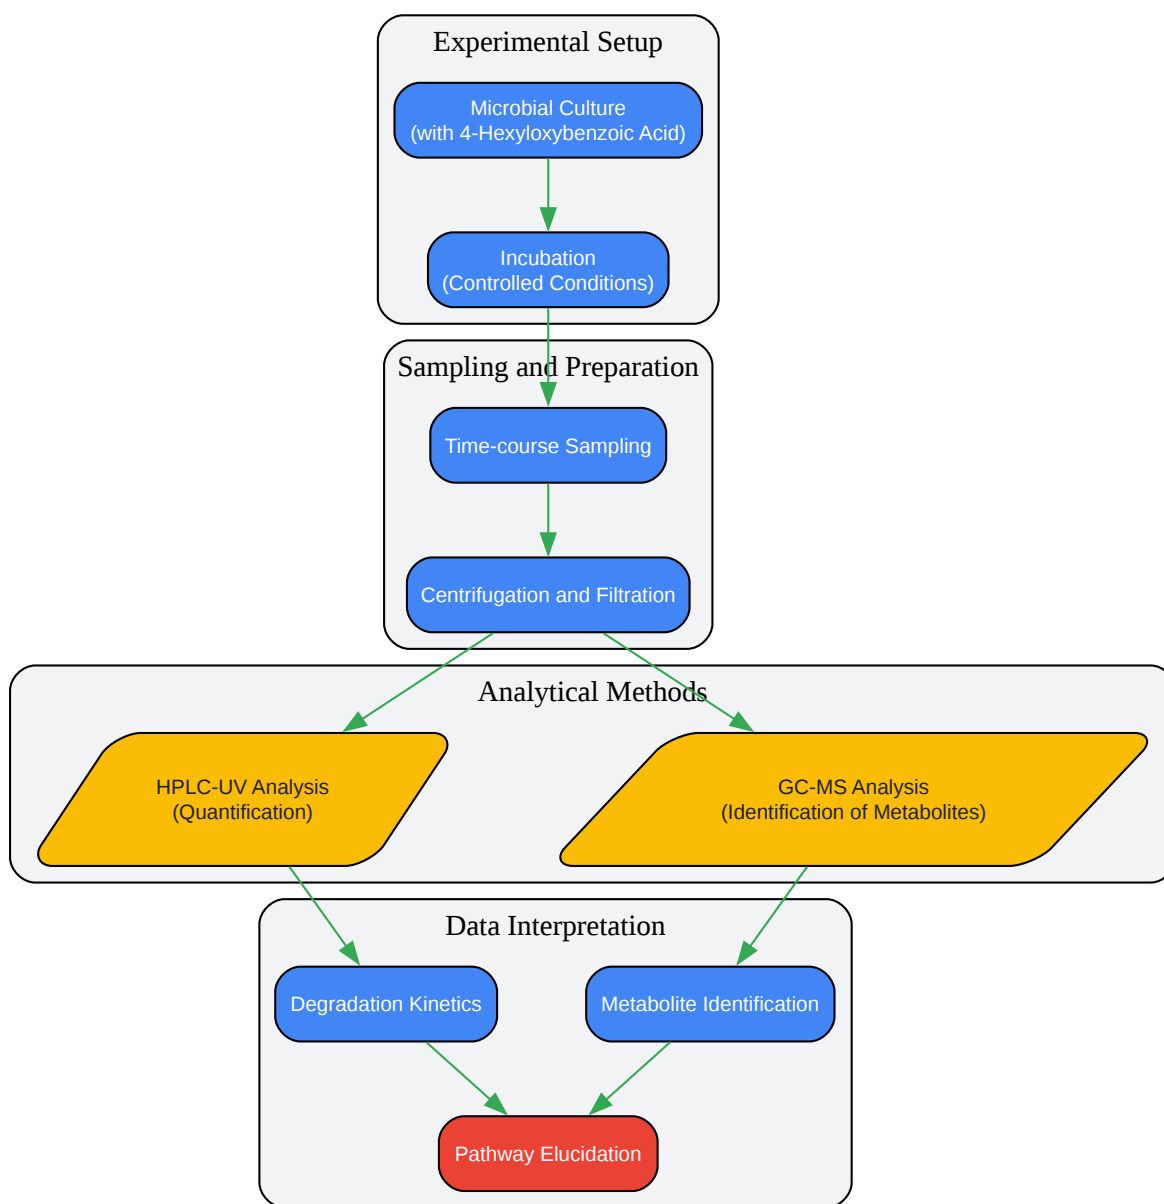 Experimental Setup
Microbial Culture
(with 4-Hexyloxybenzoic Acid)
Incubation
(Controlled Conditions)
Sampling and Preparation
Time-course Sampling
Centrifugation and Filtration
Analytical Methods
HPLC-UV Analysis
(Quantification)
GC-MS Analysis
(Identification of Metabolites)
Data Interpretation
Degradation Kinetics
Metabolite Identification
Pathway Elucidation